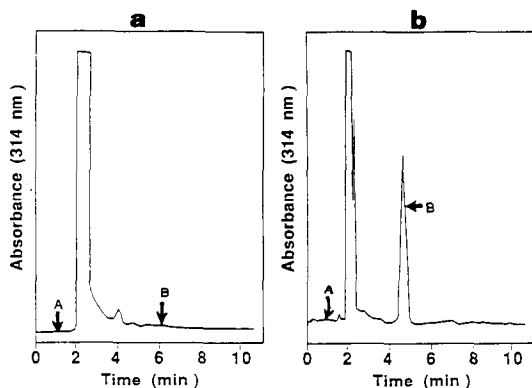 a
b
Absorbance (314 nm)
A
B
0 2 4 6 8 10
Time (min)
Absorbance (314 nm)
A
B
0 2 4 6 8 10
Time (min)